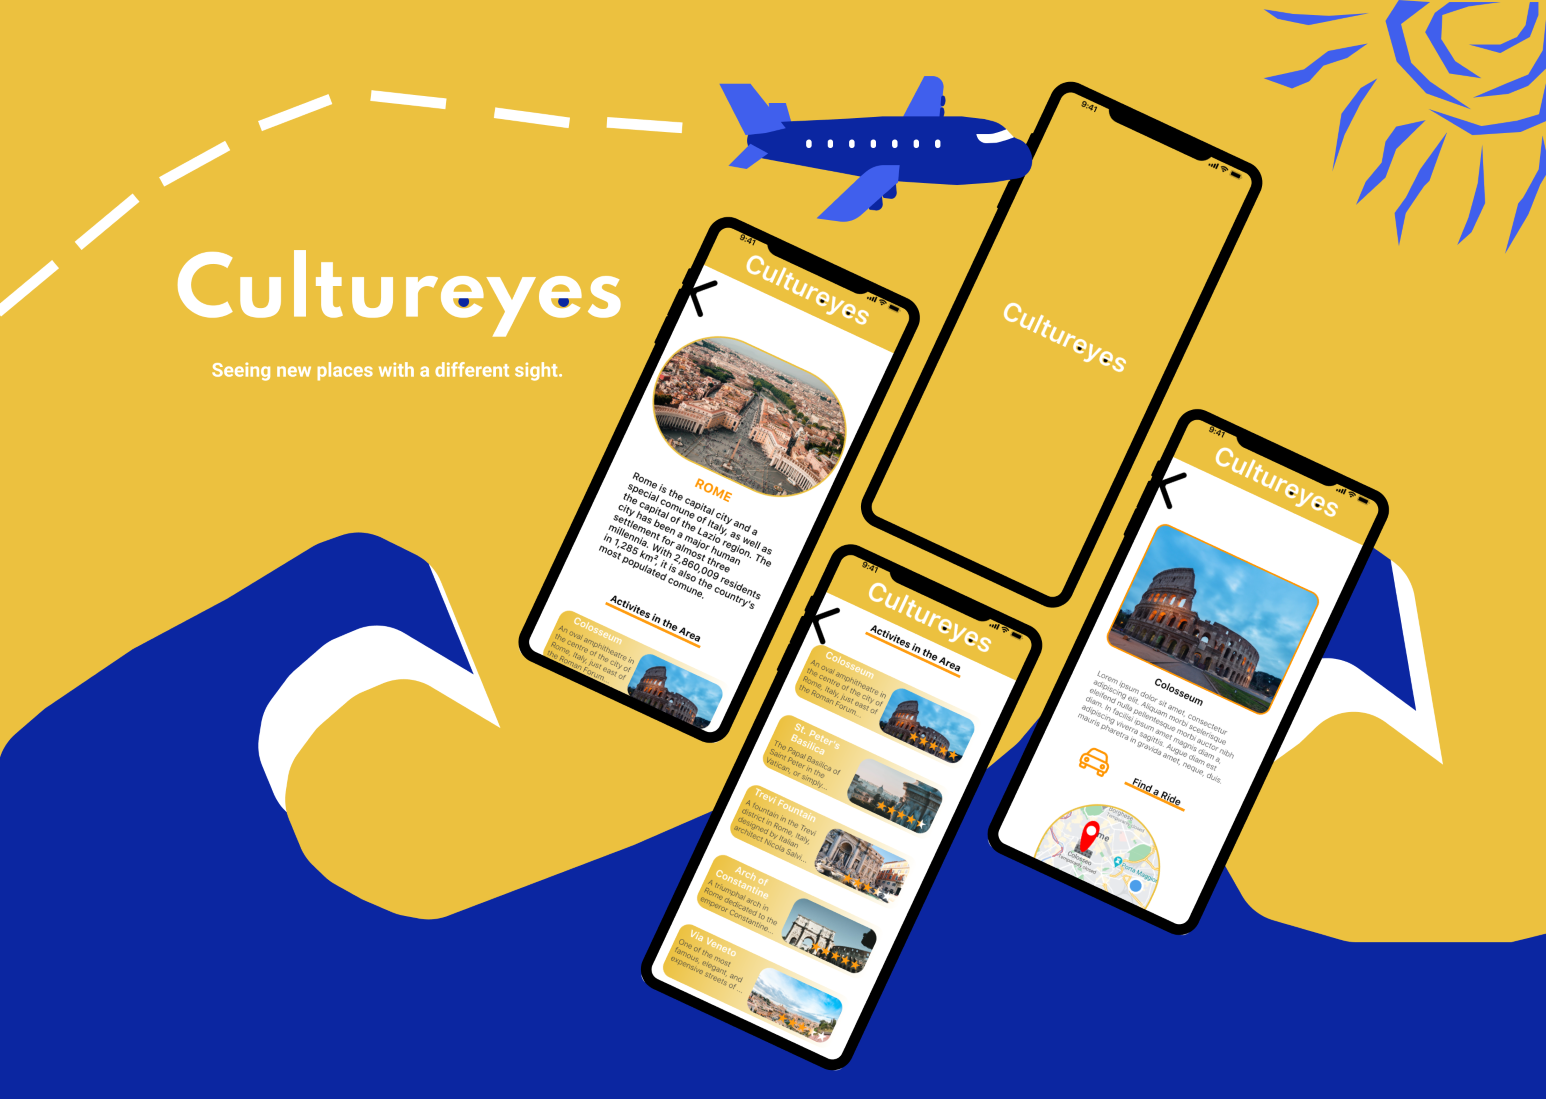 Cultureyes
Seeing new places with a different sight.
9:41
Cultureyes
ROME
Rome is the capital city and a
special comune of Italy, as well as
the capital of the Lazio region. The
city has been a major human
settlement for almost three
millennia. With 2,860,009 residents
in 1,285 km², it is also the country's
most populated comune.
Activites in the Area
Colosseum
An oval amphitheatre in
the centre of the city of
Rome, Italy, just east of
the Roman Forum...
9:41
Cultureyes
9:41
Cultureyes
Activites in the Area
Colosseum
An oval amphitheatre in
the centre of the city of
Rome, Italy, just east of
the Roman Forum...
St. Peter's
Basilica
The Papal Basilica of
Saint Peter in the
Vatican, or simply...
Trevi Fountain
A fountain in the Trevi
district in Rome, Italy,
designed by Italian
architect Nicola Salvi...
Arch of
Constantine
A triumphal arch in
Rome dedicated to the
emperor Constantine...
Via Veneto
One of the most
famous, elegant, and
expensive streets of ...
9:41
Cultureyes
Colosseum
Lorem ipsum dolor sit amet, consectetur
adipiscing elit. Aliquam morbi scelerisque
eleifend nulla pellentesque morbi auctor nibh
diam. In facilisi ipsum amet magnis diam a,
adipiscing viverra sagittis. Augue diam est
mauris pharetra in gravida amet, neque, duis.
Find a Ride
Borghese
Temporarily closed
me
Colosseo
Temporarily closed
Porta Maggior